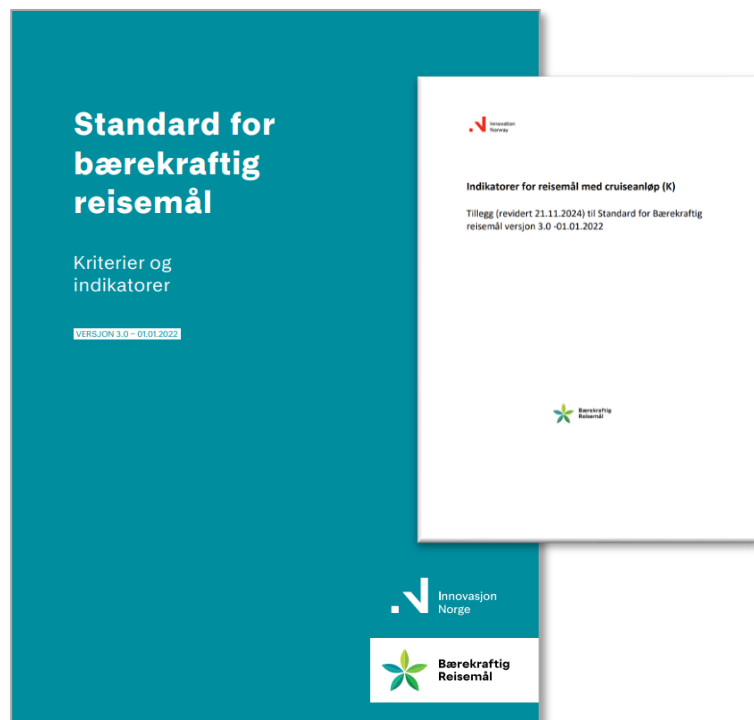 Standard for
bærekraftig
reisemål
Kriterier og
indikatorer
VERSJON 3.0 – 01.01.2022
Innovasjon
Norge
Bærekraftig
Reisemål
Innovation
Norway
Indikatorer for reisemål med cruiseanløp (K)
Tillegg (revidert 21.11.2024) til Standard for Bærekraftig
reisemål versjon 3.0 -01.01.2022
Bærekraftig
Reisemål